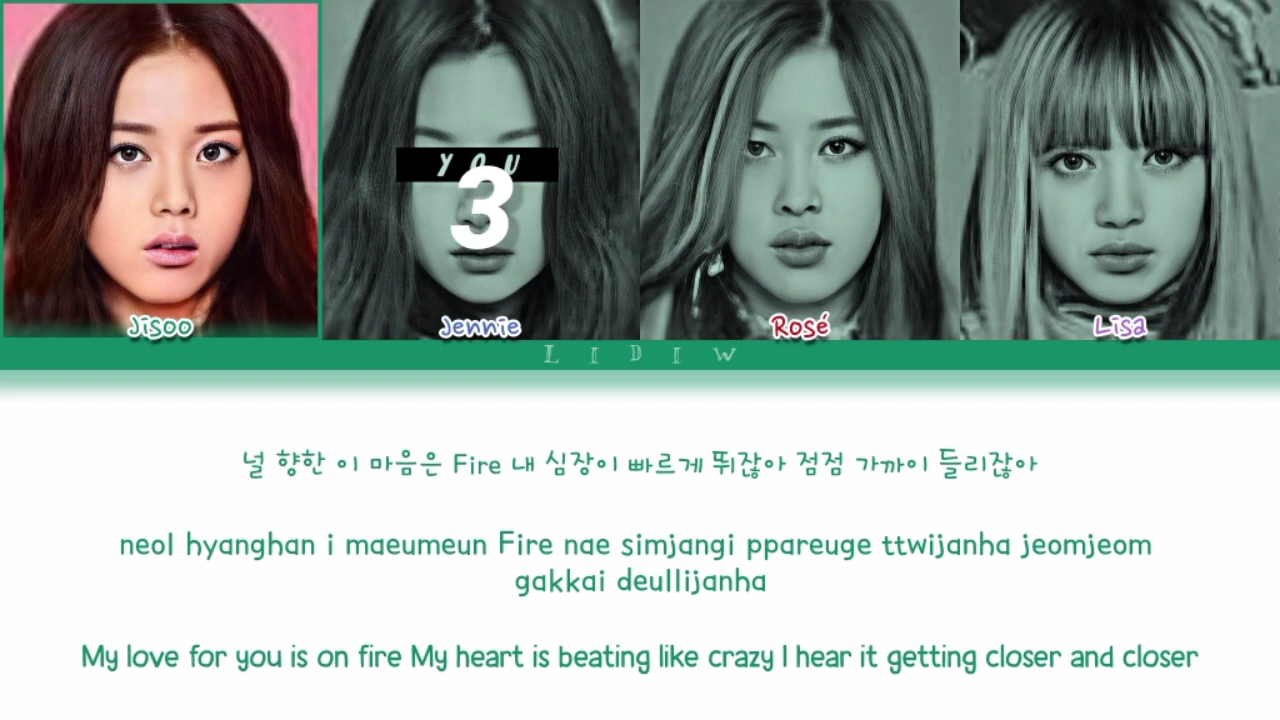 YOU
3
Jisoo
Jennie
Rosé
Lisa
LIDIW
널 향한 이 마음은 Fire 내 심장이 빠르게 뛰잖아 점점 가까이 들리잖아
neol hyanghan i maeumeun Fire nae simjangi ppareuge ttwijanha jeomjeom
gakkai deullijanha
My love for you is on fire My heart is beating like crazy I hear it getting closer and closer